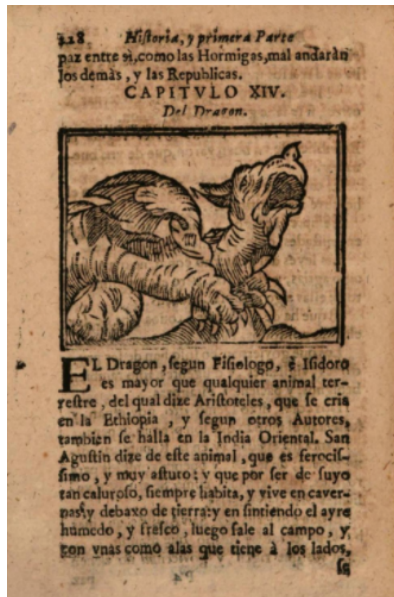 228 Historia, y primera Parte
paz entre sì, como las Hormigas, mal andaràn
los demàs, y las Republicas.
CAPITVLO XIV.
Del Dragon.
EL Dragon, segun Fisiologo, è Isidoro
es mayor que qualquier animal ter-
restre, del qual dize Aristoteles, que se cria
en la Ethiopia, y segun otros Autores,
tambien se halla en la India Oriental. San
Agustin dize de este animal, que es ferocis-
simo, y muy astuto: y que por ser de suyo
tan caluroso, siempre habita, y vive en caver-
nas, y debaxo de tierra: y en sintiendo el ayre
humedo, y fresco, luego sale al campo, y
con vnas como alas que tiene à los lados,
se